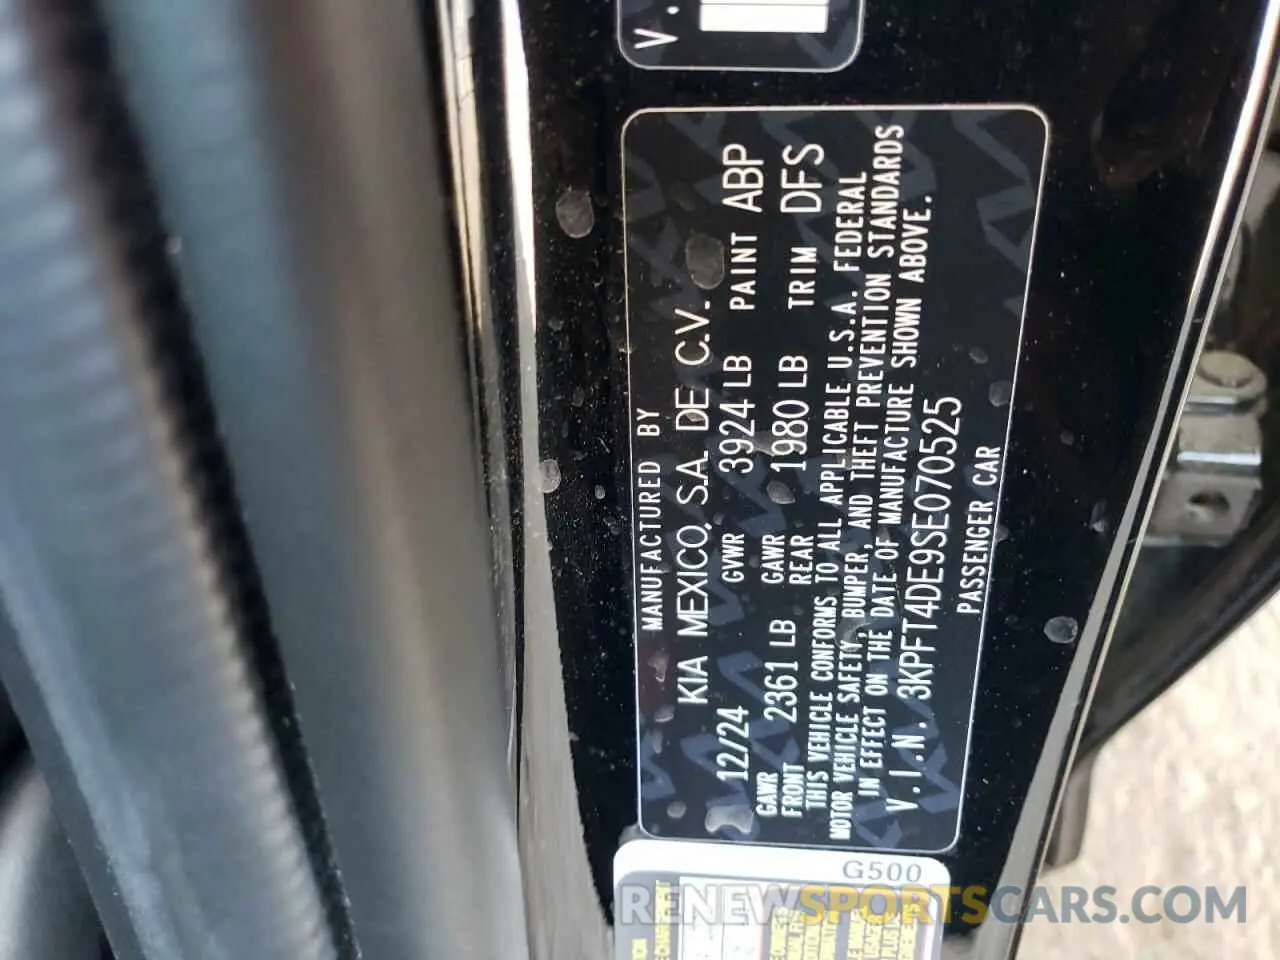 V.
MANUFACTURED BY
KIA MEXICO, S.A. DE C.V.
12/24 GVWR 3924 LB PAINT ABP
GAWR FRONT 2361 LB GAWR REAR 1980 LB TRIM DFS
THIS VEHICLE CONFORMS TO ALL APPLICABLE U.S.A. FEDERAL
MOTOR VEHICLE SAFETY, BUMPER, AND THEFT PREVENTION STANDARDS
IN EFFECT ON THE DATE OF MANUFACTURE SHOWN ABOVE.
V.I.N. 3KPFT4DE9SE070525
PASSENGER CAR
G500
RENEWSPORTSCARS.COM